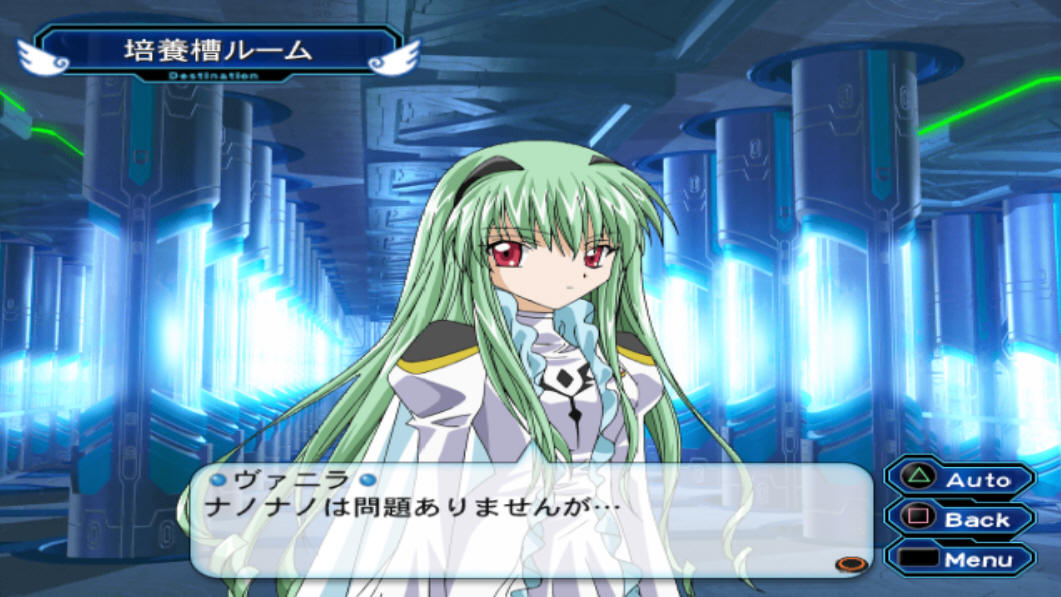 培養槽ルーム
Destination
ヴァニラ
ナノナノは問題ありませんが…
Auto
Back
Menu